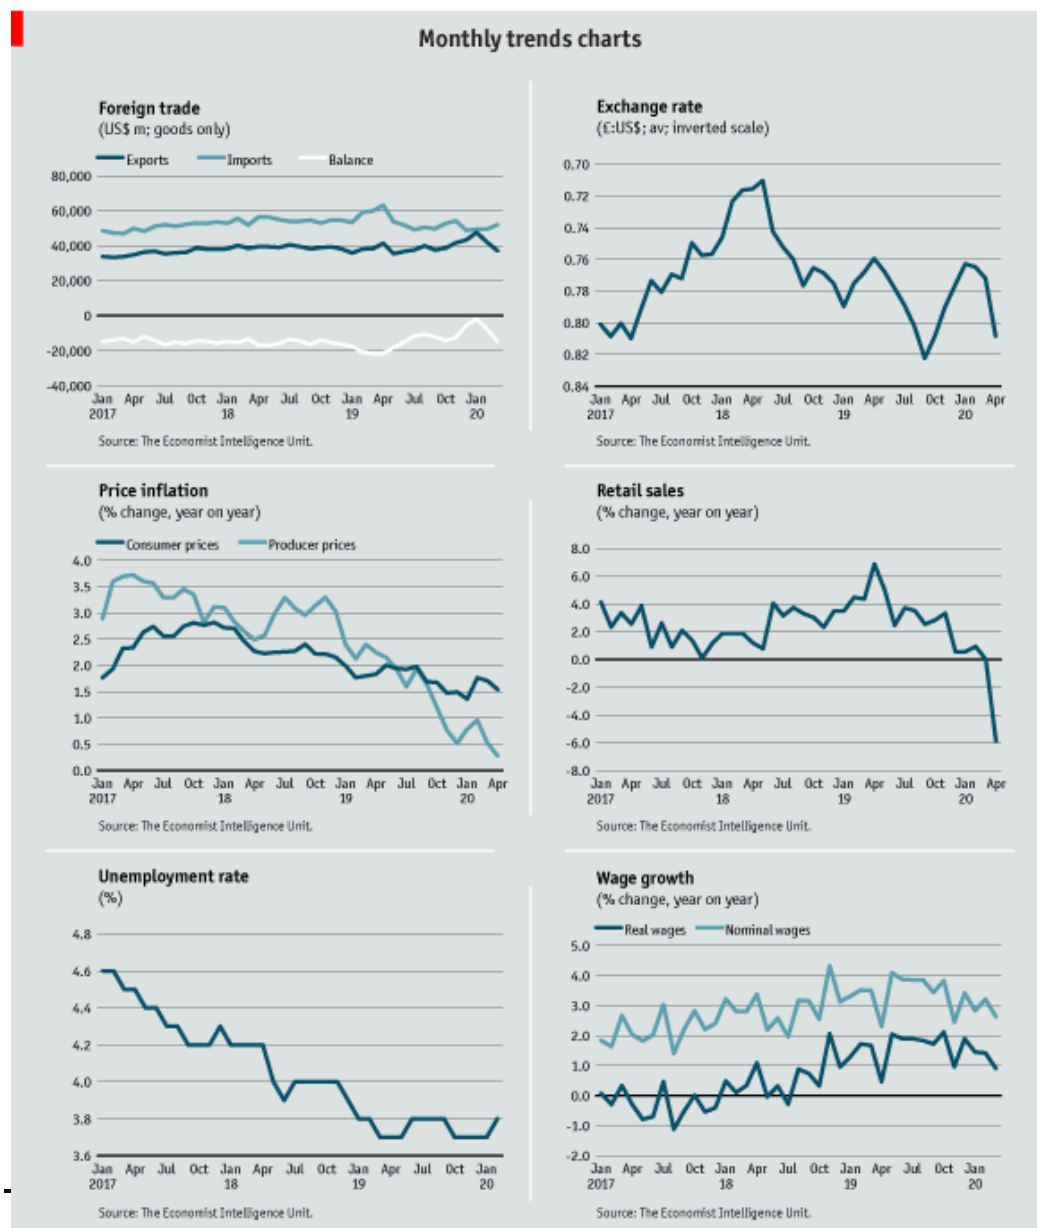 Monthly trends charts
Foreign trade
(US$ m; goods only)
Exports Imports Balance
80,000
60,000
40,000
20,000
0
-20,000
-40,000
Jan Apr Jul Oct Jan Apr Jul Oct Jan Apr Jul Oct Jan
2017 18 19 20
Source: The Economist Intelligence Unit.
Exchange rate
(£:US$; av; inverted scale)
0.70
0.72
0.74
0.76
0.78
0.80
0.82
0.84
Jan Apr Jul Oct Jan Apr Jul Oct Jan Apr Jul Oct Jan Apr
2017 18 19 20
Source: The Economist Intelligence Unit.
Price inflation
(% change, year on year)
Consumer prices Producer prices
4.0
3.5
3.0
2.5
2.0
1.5
1.0
0.5
0.0
Jan Apr Jul Oct Jan Apr Jul Oct Jan Apr Jul Oct Jan Apr
2017 18 19 20
Source: The Economist Intelligence Unit.
Retail sales
(% change, year on year)
8.0
6.0
4.0
2.0
0.0
-2.0
-4.0
-6.0
-8.0
Jan Apr Jul Oct Jan Apr Jul Oct Jan Apr Jul Oct Jan Apr
2017 18 19 20
Source: The Economist Intelligence Unit.
Unemployment rate
(%)
4.8
4.6
4.4
4.2
4.0
3.8
3.6
Jan Apr Jul Oct Jan Apr Jul Oct Jan Apr Jul Oct Jan
2017 18 19 20
Source: The Economist Intelligence Unit.
Wage growth
(% change, year on year)
Real wages Nominal wages
5.0
4.0
3.0
2.0
1.0
0.0
-1.0
-2.0
Jan Apr Jul Oct Jan Apr Jul Oct Jan Apr Jul Oct Jan
2017 18 19 20
Source: The Economist Intelligence Unit.